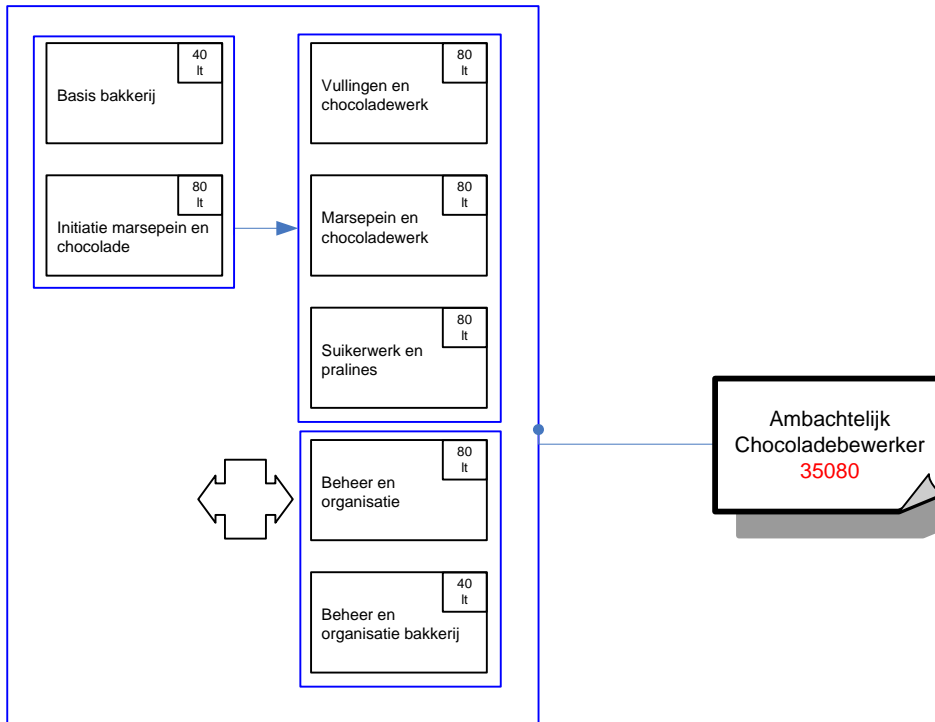 40
lt
Basis bakkerij
80
lt
Initiatie marsepein en
chocolade
80
lt
Vullingen en
chocoladewerk
80
lt
Marsepein en
chocoladewerk
80
lt
Suikerwerk en
pralines
80
lt
Beheer en
organisatie
40
lt
Beheer en
organisatie bakkerij
Ambachtelijk
Chocoladebewerker
35080